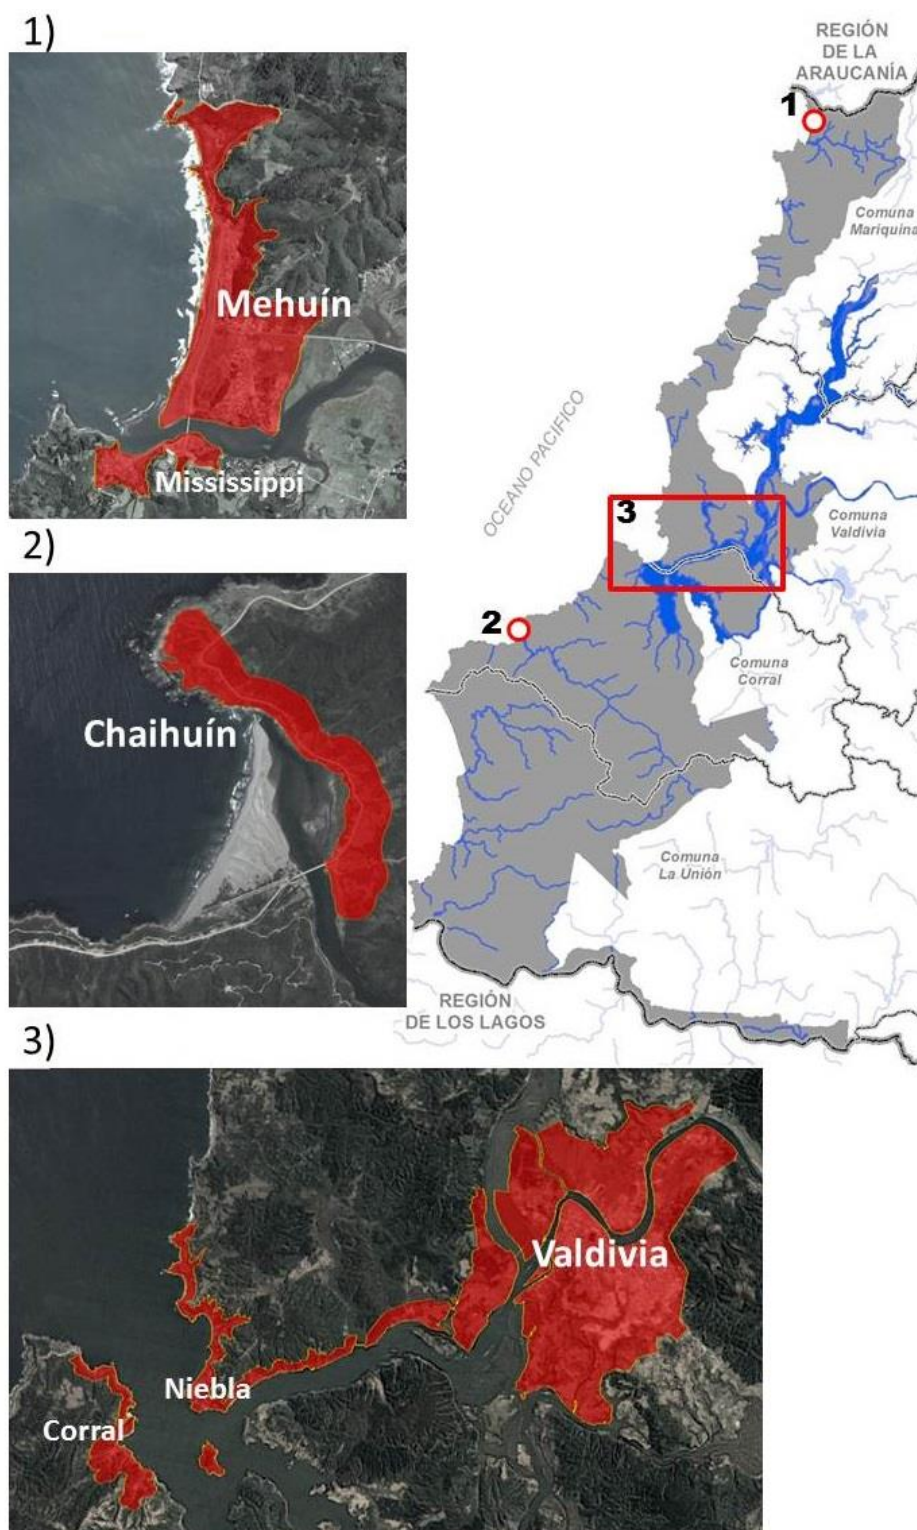 1)
Mehuín
Mississippi
2)
Chaihuín
3)
Valdivia
Niebla
Corral
REGIÓN
DE LA
ARAUCANÍA
1
Comuna
Mariquina
OCEANO PACIFICO
3
Comuna
Valdivia
2
Comuna
Corral
Comuna
La Unión
REGIÓN
DE LOS LAGOS